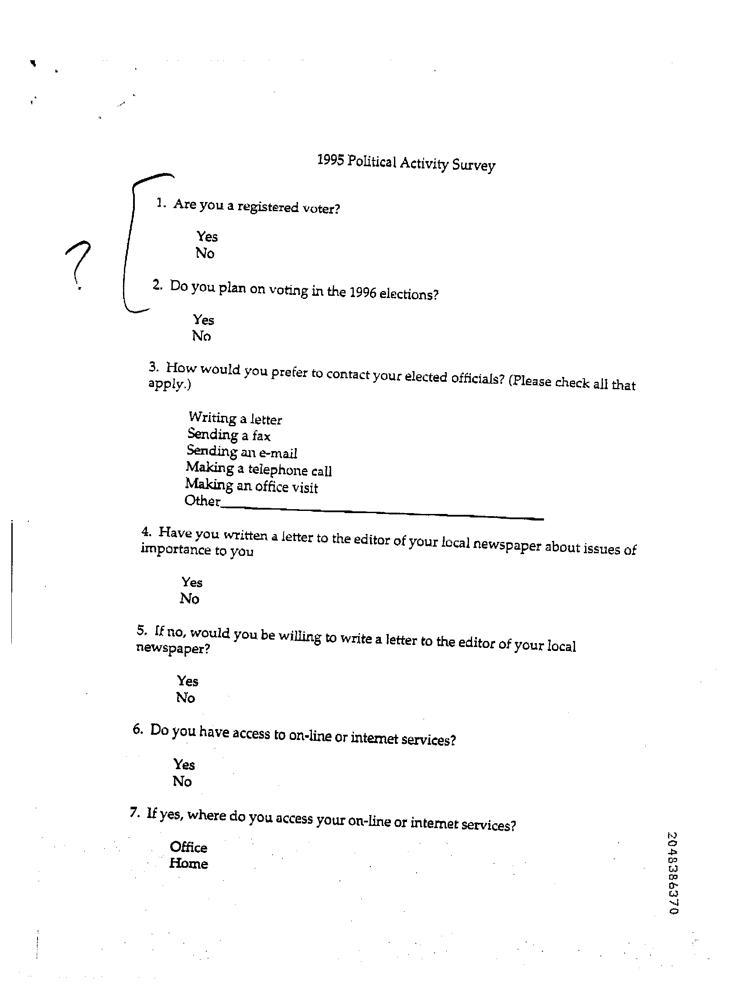 1995 Political Activity Survey
?
1. Are you a registered voter?
Yes
No
2. Do you plan on voting in the 1996 elections?
Yes
No
3. How would you prefer to contact your elected officials? (Please check all that
apply.)
Writing a letter
Sending a fax
Sending an e-mail
Making a telephone call
Making an office visit
Other
4. Have you written a letter to the editor of your local newspaper about issues of
importance to you
Yes
No
5. If no, would you be willing to write a letter to the editor of your local
newspaper?
Yes
No
6. Do you have access to on-line or internet services?
Yes
No
7. If yes, where do you access your on-line or internet services?
Office
Home
2048386370